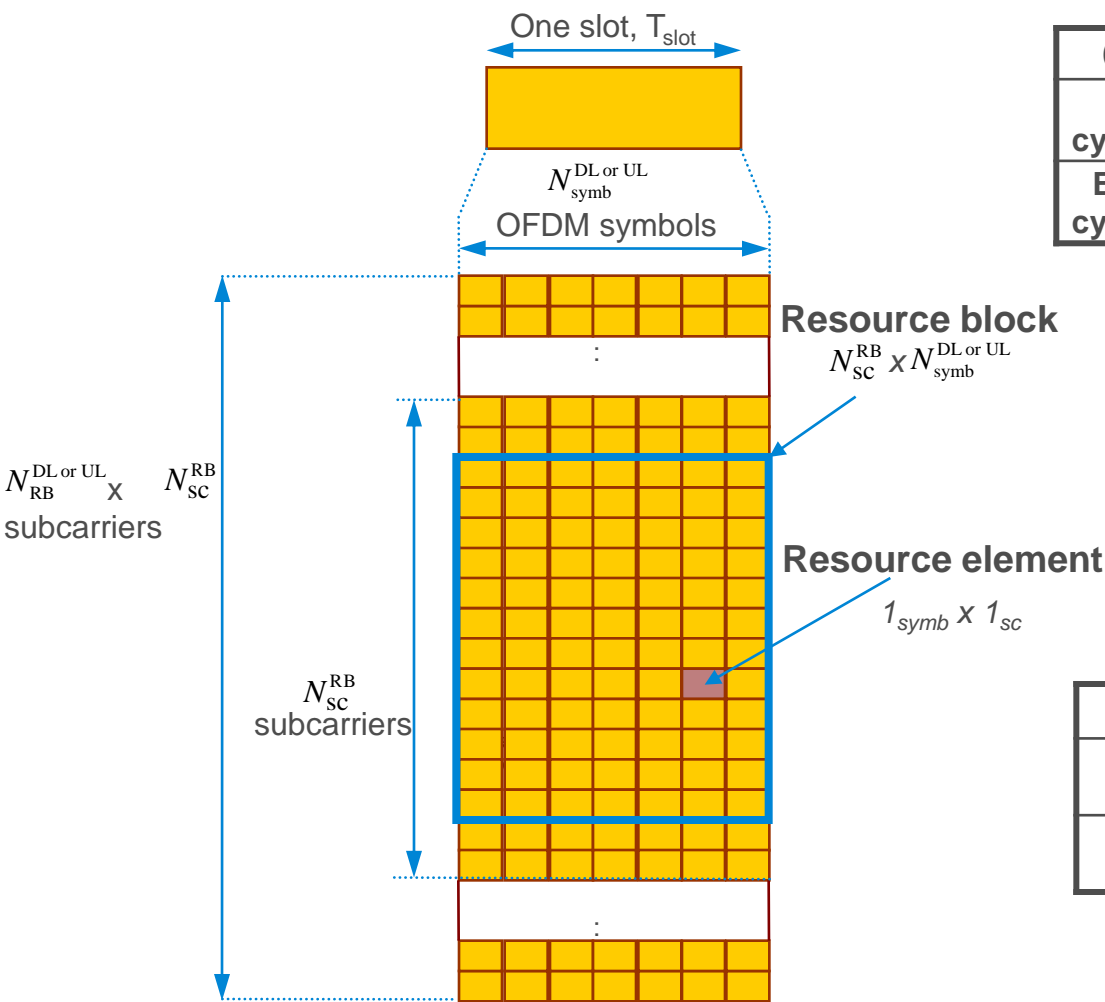 One slot, T_slot
N_symb^DL or UL
OFDM symbols
Resource block
N_sc^RB x N_symb^DL or UL
:
N_RB^DL or UL x N_sc^RB
subcarriers
Resource element
1_symb x 1_sc
N_sc^RB
subcarriers
: